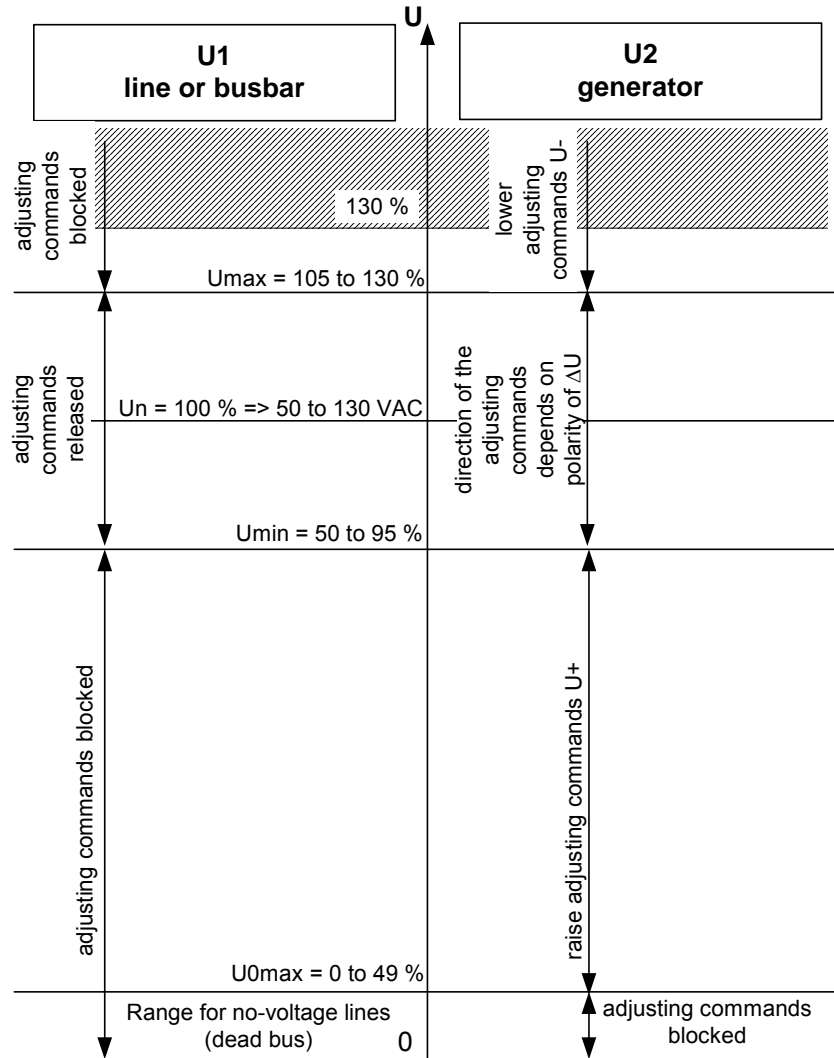 U
U1
line or busbar
U2
generator
adjusting
commands
blocked
130 %
lower
adjusting
commands U-
Umax = 105 to 130 %
adjusting
commands
released
Un = 100 % => 50 to 130 VAC
direction of the
adjusting
commands
depends on
polarity of ΔU
Umin = 50 to 95 %
adjusting commands blocked
raise adjusting commands U+
U0max = 0 to 49 %
Range for no-voltage lines
(dead bus)
0
adjusting commands
blocked